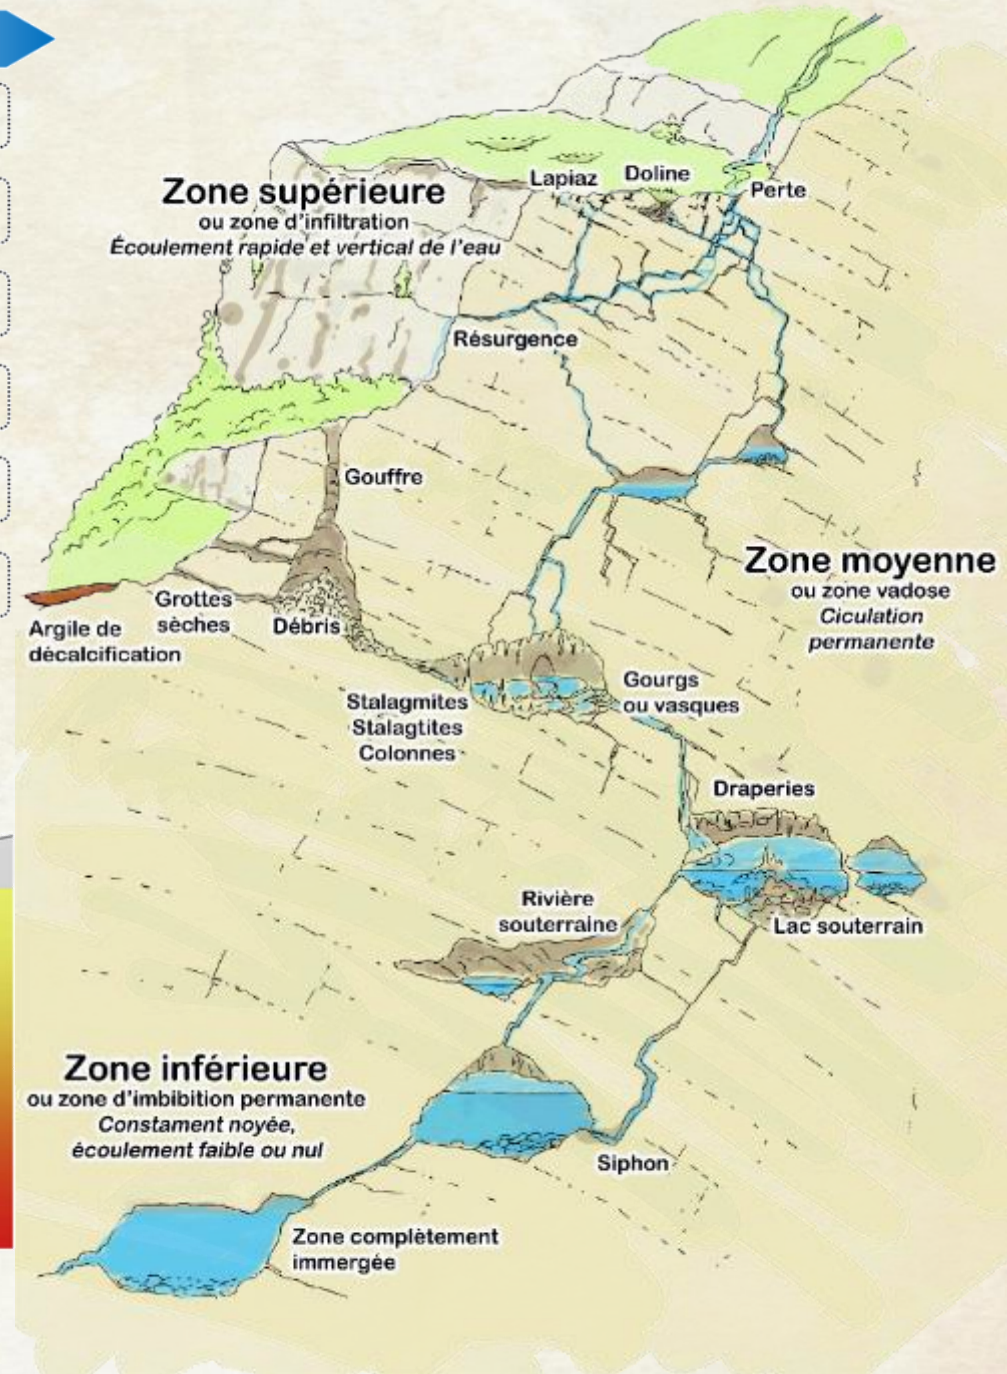 Zone supérieure
ou zone d'infiltration
Écoulement rapide et vertical de l'eau
Lapiaz
Doline
Perte
Résurgence
Gouffre
Zone moyenne
ou zone vadose
Ciculation
permanente
Grottes
sèches
Débris
Argile de
décalcification
Stalagmites
Stalagtites
Colonnes
Gourgs
ou vasques
Draperies
Rivière
souterraine
Lac souterrain
Zone inférieure
ou zone d'imbibition permanente
Constament noyée,
écoulement faible ou nul
Siphon
Zone complètement
immergée